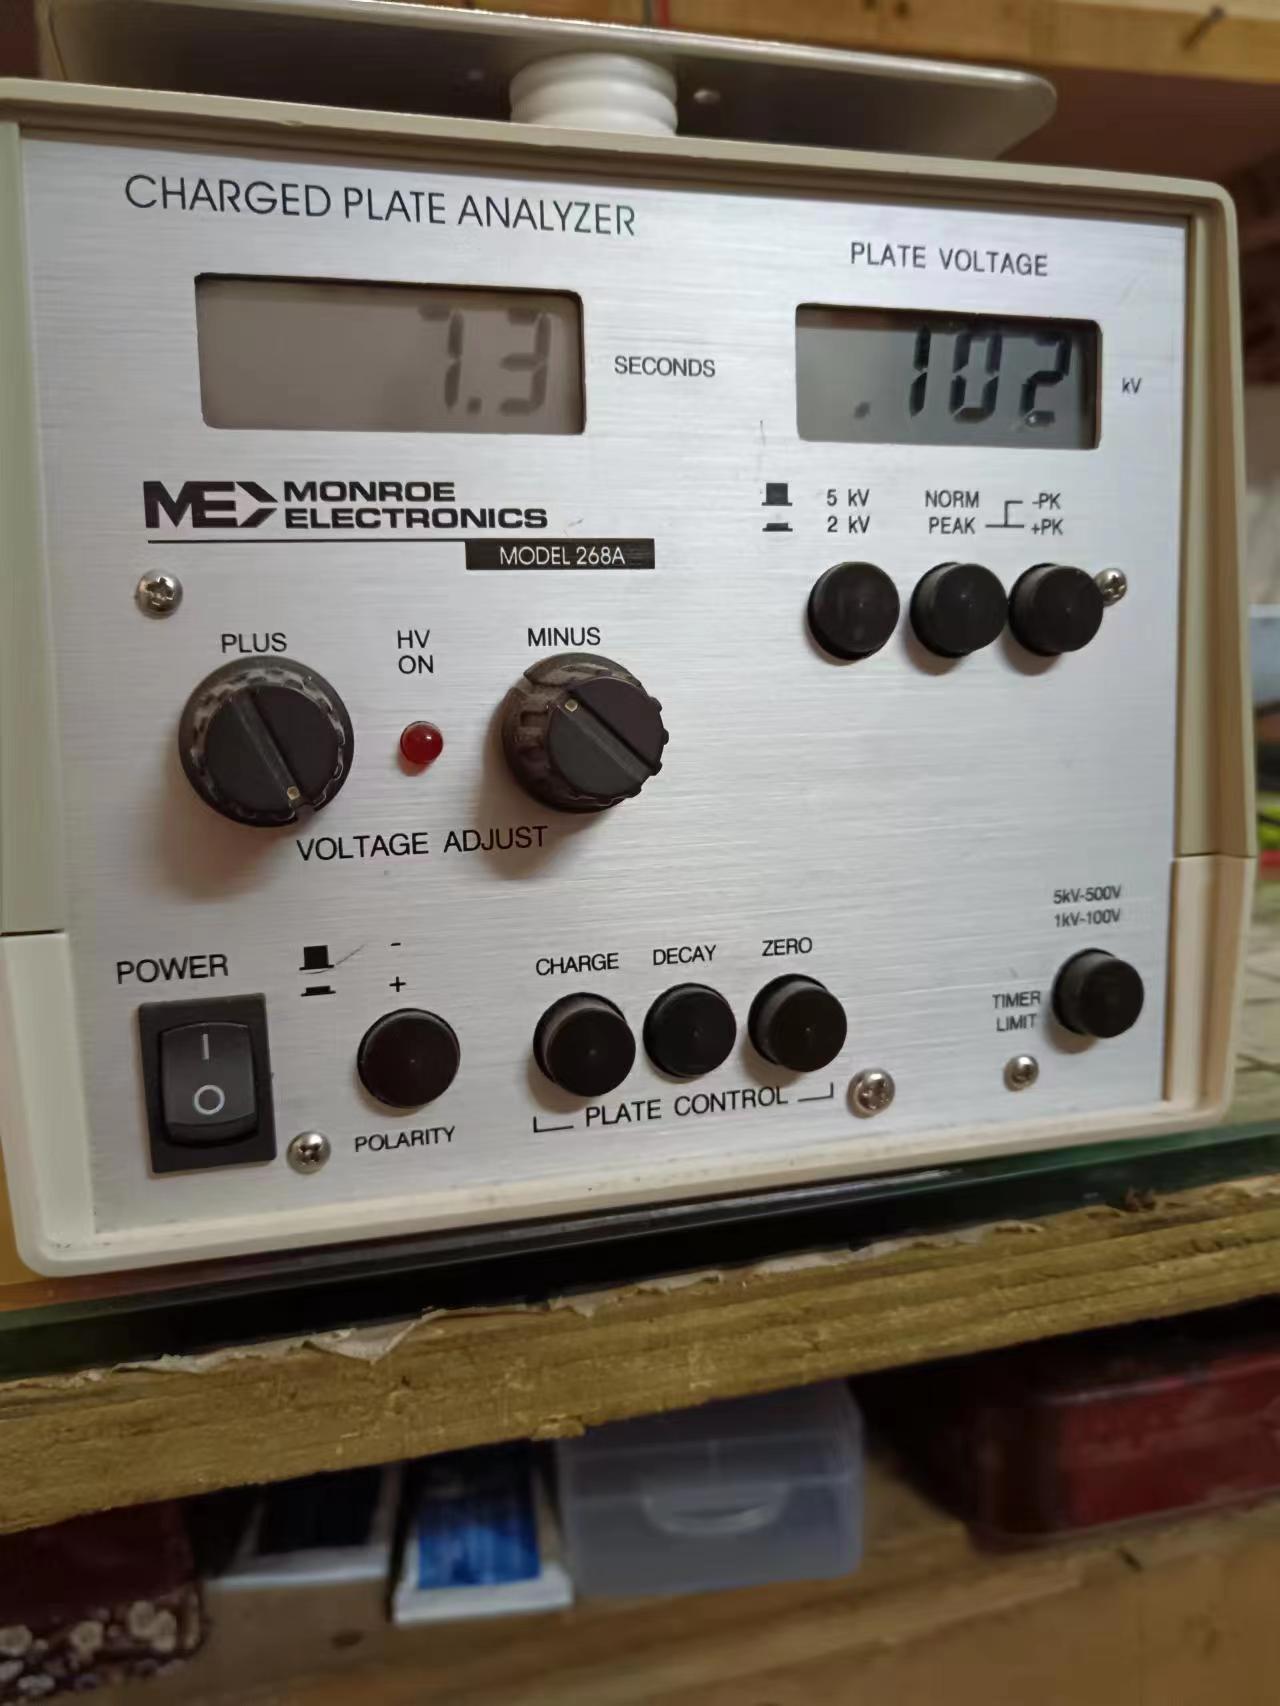 CHARGED PLATE ANALYZER
PLATE VOLTAGE
7.3
SECONDS
.102
kV
ME
MONROE
ELECTRONICS
MODEL 268A
5 kV
2 kV
NORM
PEAK
-PK
+PK
PLUS
HV
ON
MINUS
VOLTAGE ADJUST
5kV-500V
1kV-100V
TIMER
LIMIT
POWER
-
+
POLARITY
CHARGE
DECAY
ZERO
PLATE CONTROL